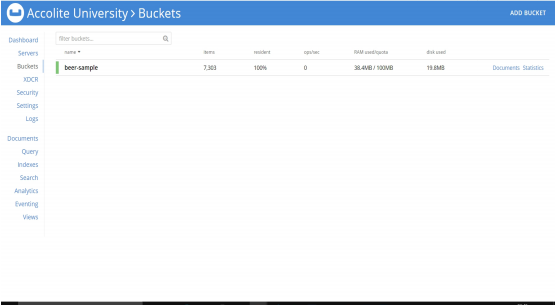 Accolite University > Buckets
ADD BUCKET
Dashboard
Servers
Buckets
XDCR
Security
Settings
Logs
Documents
Query
Indexes
Search
Analytics
Eventing
Views
filter buckets...
name items resident ops/sec RAM used/quota disk used
beer-sample 7,303 100% 0 38.4MB / 100MB 19.8MB Documents Statistics